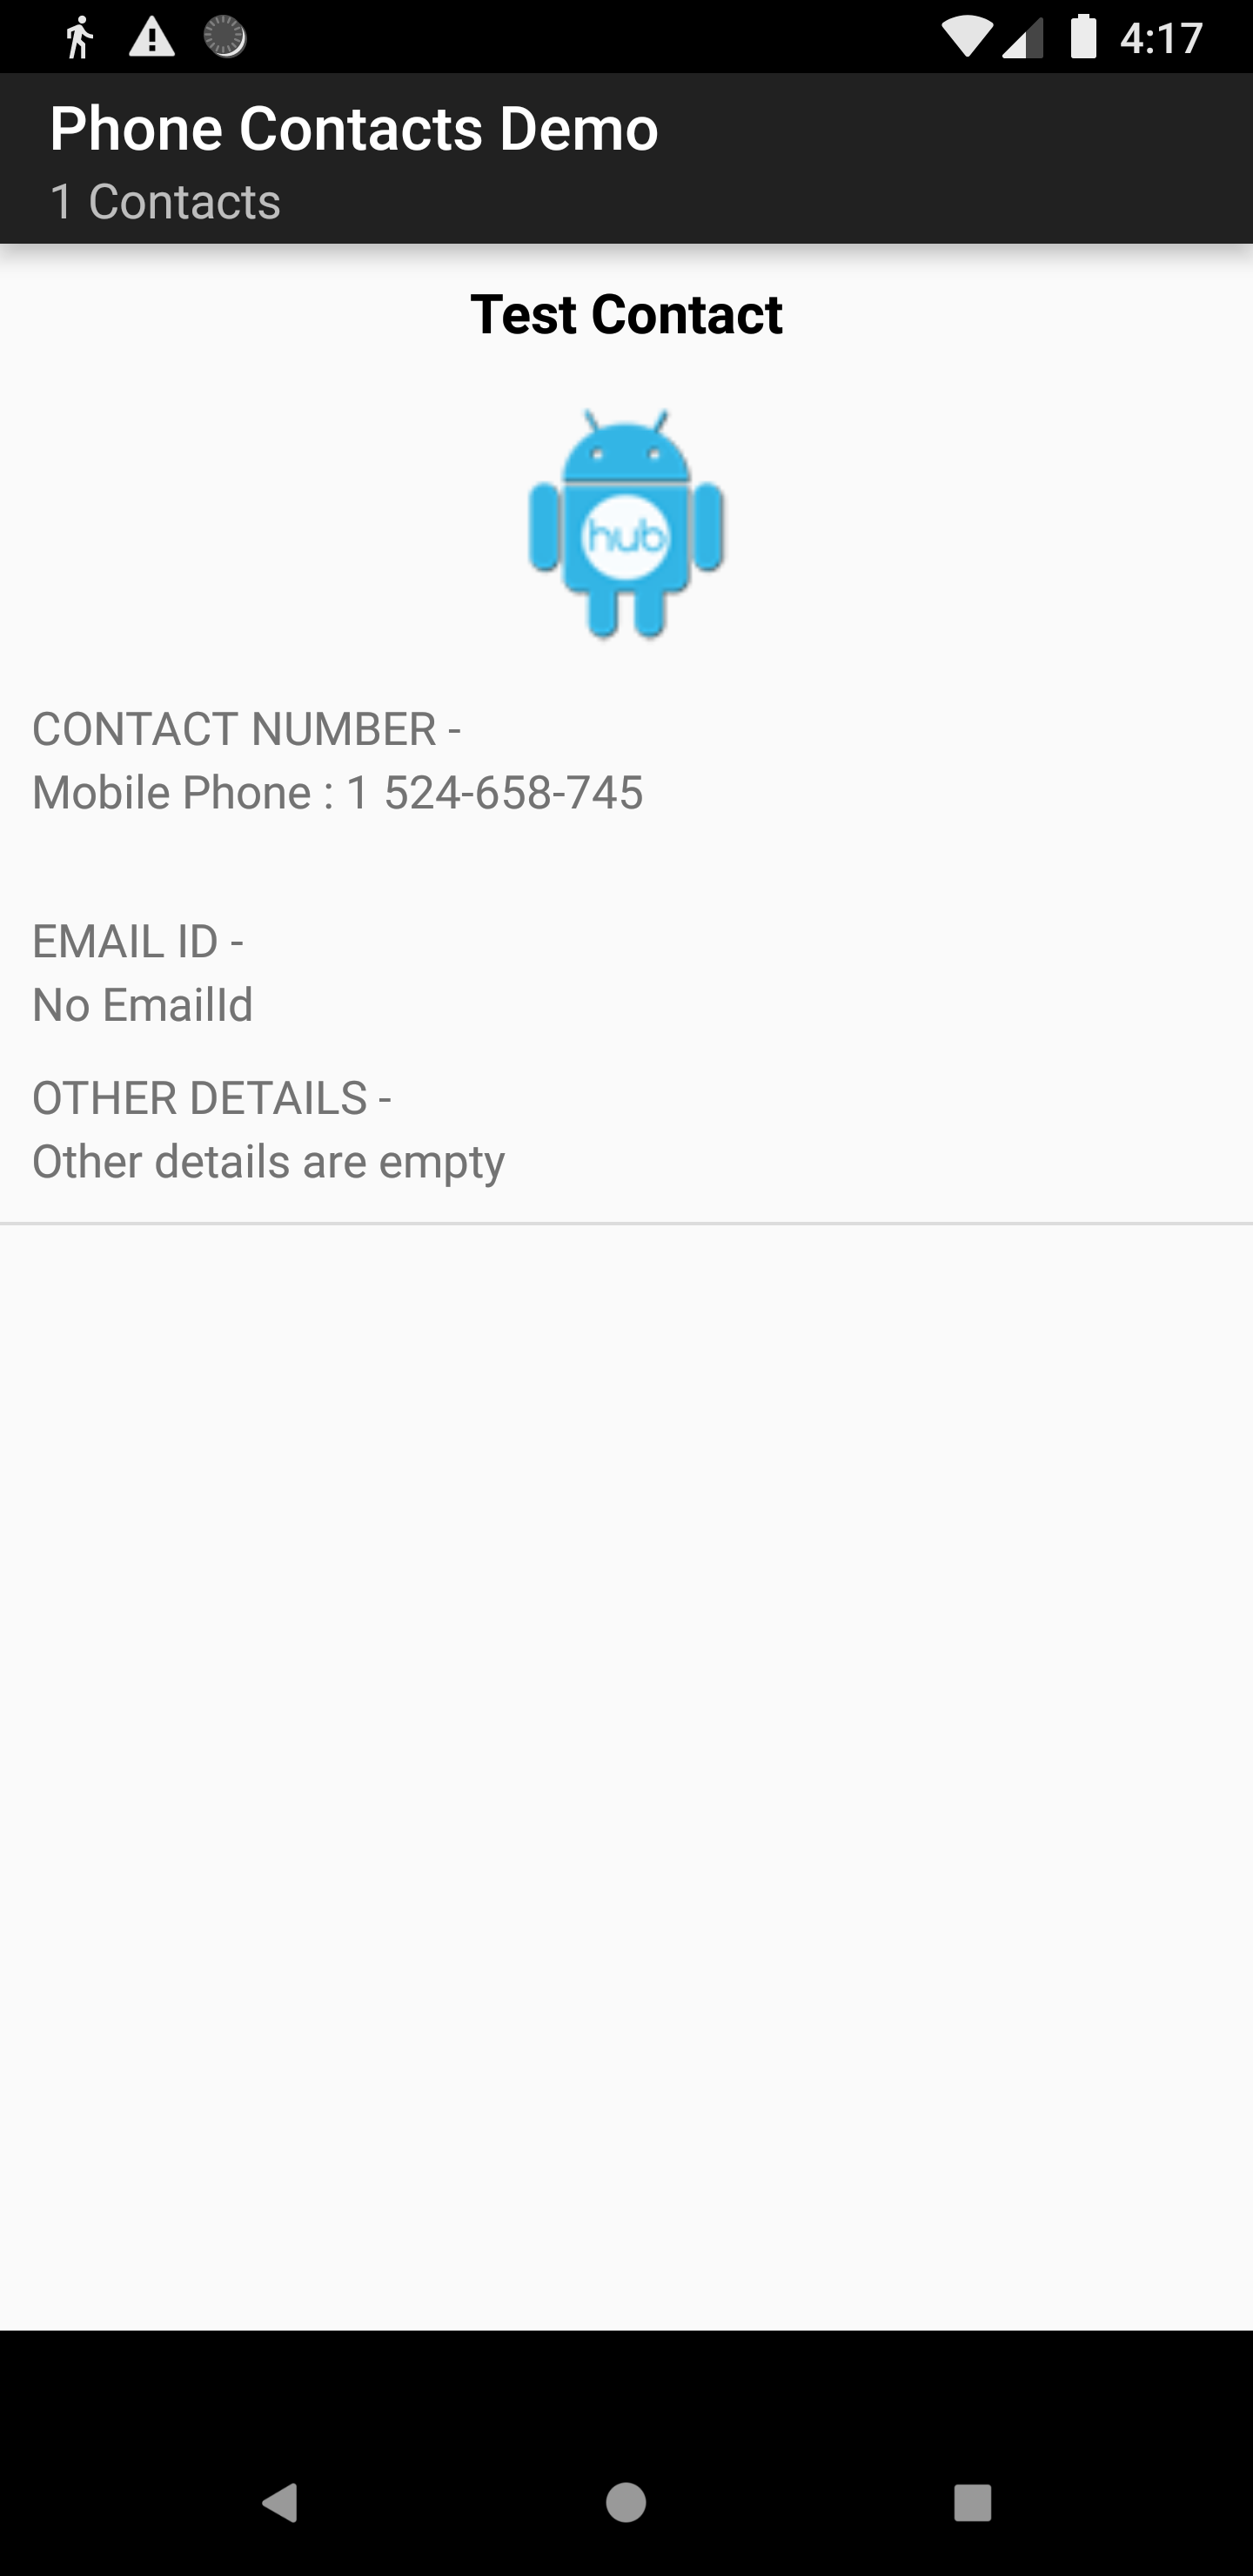 4:17
Phone Contacts Demo
1 Contacts
Test Contact
hub
CONTACT NUMBER -
Mobile Phone : 1 524-658-745
EMAIL ID -
No EmailId
OTHER DETAILS -
Other details are empty